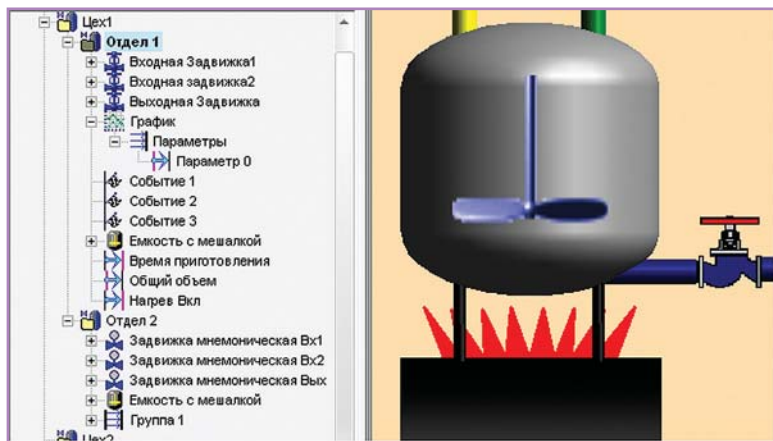 Цех1
Отдел 1
Входная Задвижка1
Входная задвижка2
Выходная Задвижка
График
Параметры
Параметр 0
Событие 1
Событие 2
Событие 3
Емкость с мешалкой
Время приготовления
Общий объем
Нагрев Вкл
Отдел 2
Задвижка мнемоническая Вх1
Задвижка мнемоническая Вх2
Задвижка мнемоническая Вых
Емкость с мешалкой
Группа 1
Цех2